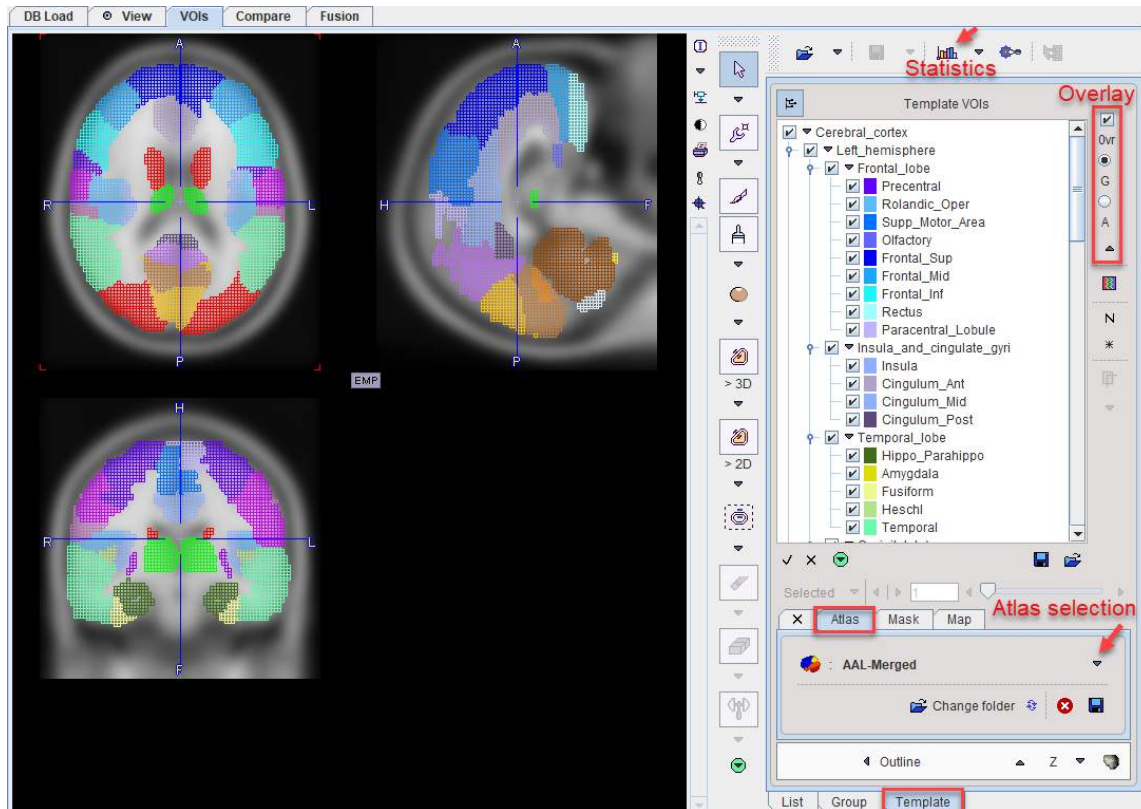 DB Load View VOIs Compare Fusion
Statistics
Template VOIs
Overlay
Cerebral_cortex
Left_hemisphere
Frontal_lobe
Precentral
Rolandic_Oper
Supp_Motor_Area
Olfactory
Frontal_Sup
Frontal_Mid
Frontal_Inf
Rectus
Paracentral_Lobule
Insula_and_cingulate_gyri
Insula
Cingulum_Ant
Cingulum_Mid
Cingulum_Post
Temporal_lobe
Hippo_Parahippo
Amygdala
Fusiform
Heschl
Temporal
Ovr
G
A
N
A
R L
P
A
H F
EMP
H
R L
F
> 3D
> 2D
Selected 1
Atlas selection
X Atlas Mask Map
: AAL-Merged
Change folder
Outline Z
List Group Template